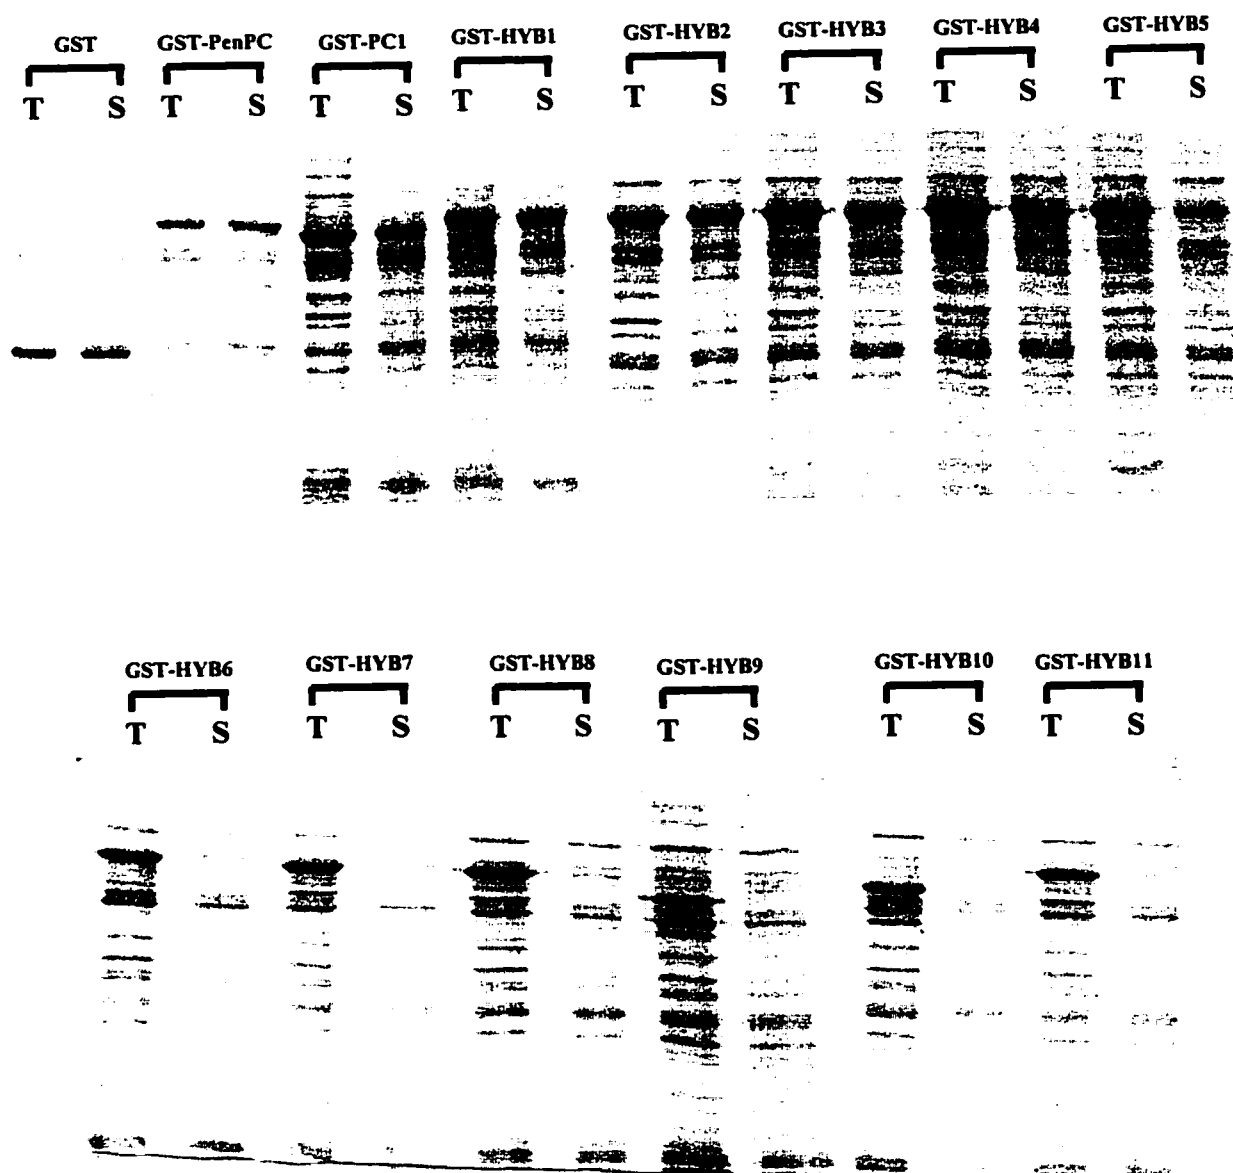 GST GST-PenPC GST-PC1 GST-HYB1 GST-HYB2 GST-HYB3 GST-HYB4 GST-HYB5
T S T S T S T S T S T S T S T S
GST-HYB6 GST-HYB7 GST-HYB8 GST-HYB9 GST-HYB10 GST-HYB11
T S T S T S T S T S T S